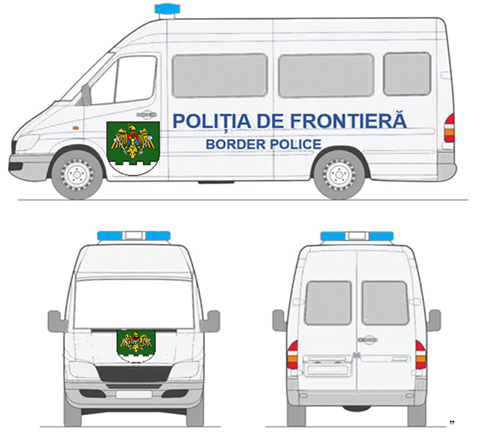 POLIȚIA DE FRONTIERĂ
BORDER POLICE
”